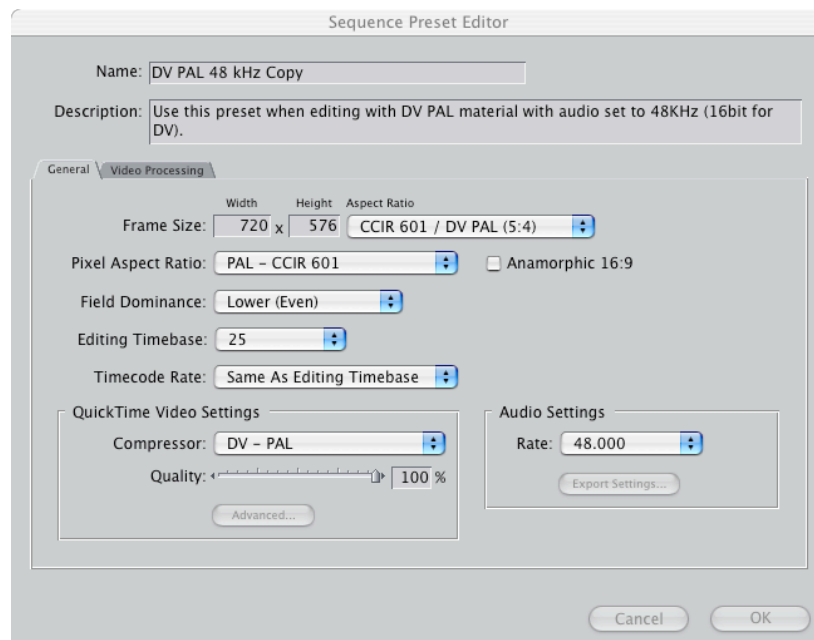 Sequence Preset Editor
Name: DV PAL 48 kHz Copy
Description: Use this preset when editing with DV PAL material with audio set to 48KHz (16bit for
DV).
General Video Processing
Width Height Aspect Ratio
Frame Size: 720 x 576 CCIR 601 / DV PAL (5:4)
Pixel Aspect Ratio: PAL – CCIR 601 Anamorphic 16:9
Field Dominance: Lower (Even)
Editing Timebase: 25
Timecode Rate: Same As Editing Timebase
QuickTime Video Settings Audio Settings
Compressor: DV – PAL Rate: 48.000
Quality: 100 %
Export Settings...
Advanced...
Cancel OK